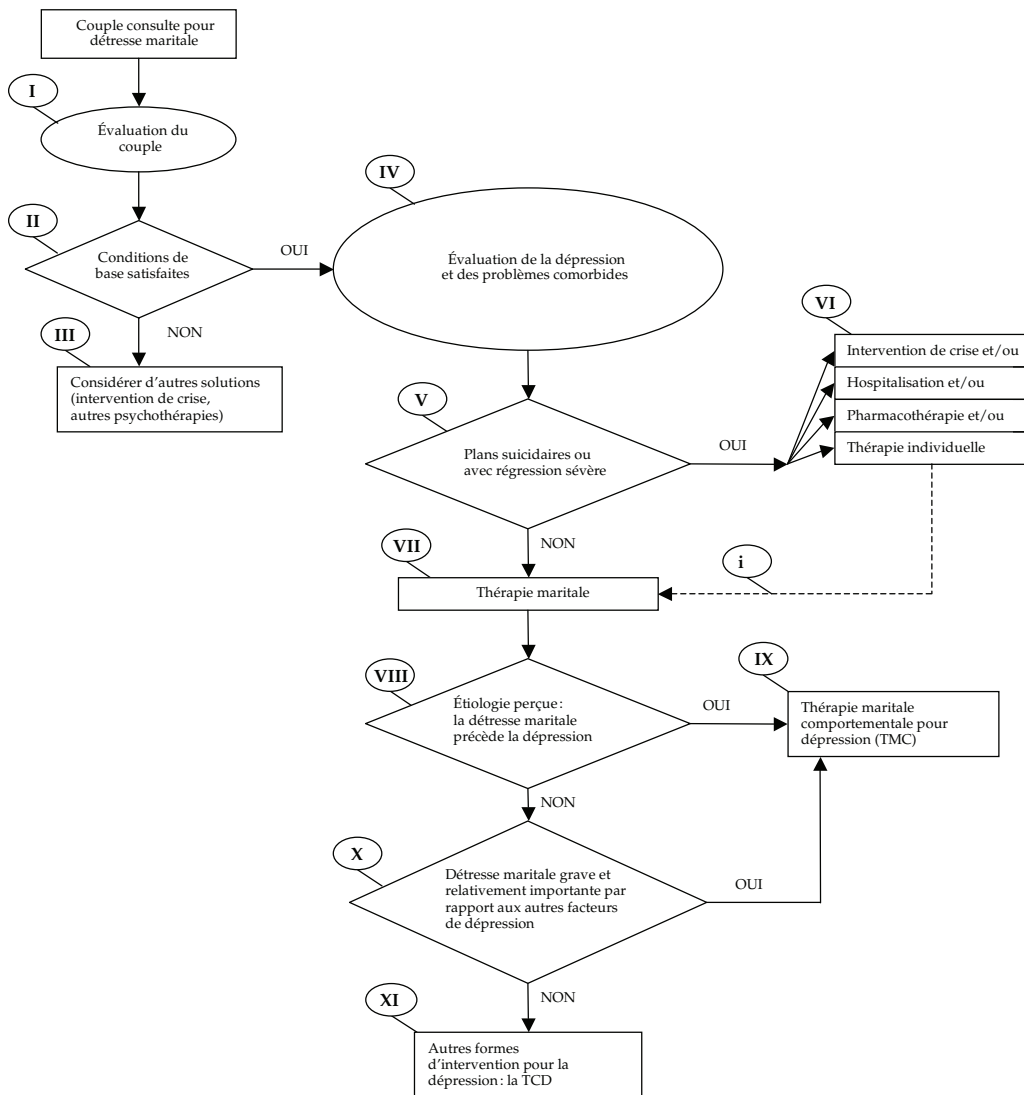 Couple consulte pour
détresse maritale
I
Évaluation du
couple
II
Conditions de
base satisfaites
OUI
NON
III
Considérer d'autres solutions
(intervention de crise,
autres psychothérapies)
IV
Évaluation de la dépression
et des problèmes comorbides
V
Plans suicidaires ou
avec régression sévère
OUI
NON
VI
Intervention de crise et/ou
Hospitalisation et/ou
Pharmacothérapie et/ou
Thérapie individuelle
i
VII
Thérapie maritale
VIII
Étiologie perçue :
la détresse maritale
précède la dépression
OUI
NON
IX
Thérapie maritale
comportementale pour
dépression (TMC)
X
Détresse maritale grave et
relativement importante par
rapport aux autres facteurs
de dépression
OUI
NON
XI
Autres formes
d'intervention pour la
dépression : la TCD